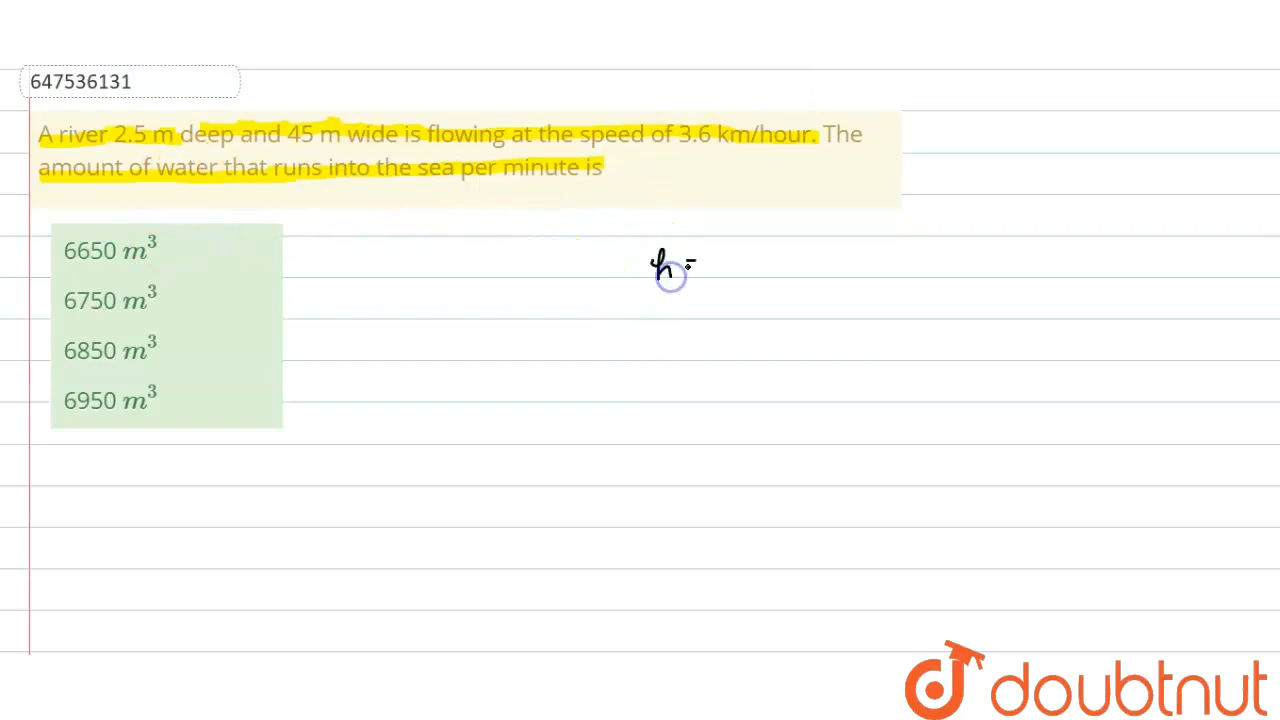 647536131
A river 2.5 m deep and 45 m wide is flowing at the speed of 3.6 km/hour. The
amount of water that runs into the sea per minute is
6650 m³
6750 m³
6850 m³
6950 m³
h =
doubtnut